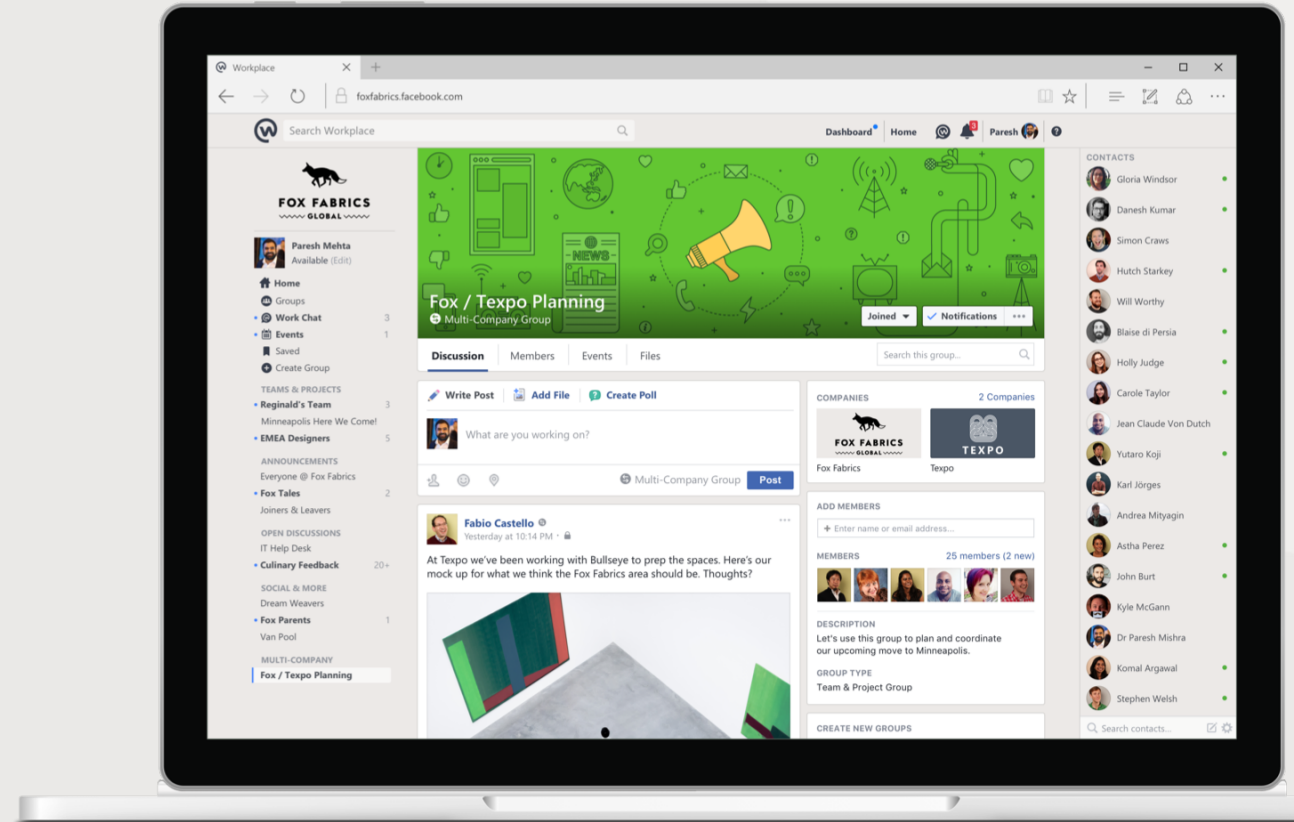 Workplace
foxfabrics.facebook.com
Search Workplace
Dashboard
Home
3
Paresh
?
FOX FABRICS
GLOBAL
Paresh Mehta
Available (Edit)
Home
Groups
Work Chat 3
Events 1
Saved
Create Group
TEAMS & PROJECTS
Reginald's Team 3
Minneapolis Here We Come!
EMEA Designers 5
ANNOUNCEMENTS
Everyone @ Fox Fabrics
Fox Tales 2
Joiners & Leavers
OPEN DISCUSSIONS
IT Help Desk
Culinary Feedback 20+
SOCIAL & MORE
Dream Weavers
Fox Parents 1
Van Pool
MULTI-COMPANY
Fox / Texpo Planning
NEWS
Fox / Texpo Planning
Multi-Company Group
Joined
Notifications
Discussion
Members
Events
Files
Search this group...
Write Post
Add File
Create Poll
What are you working on?
Multi-Company Group
Post
Fabio Castello
Yesterday at 10:14 PM ·
At Texpo we've been working with Bullseye to prep the spaces. Here's our
mock up for what we think the Fox Fabrics area should be. Thoughts?
COMPANIES
2 Companies
FOX FABRICS
GLOBAL
TEXPO
Fox Fabrics
Texpo
ADD MEMBERS
+ Enter name or email address...
MEMBERS
25 members (2 new)
DESCRIPTION
Let's use this group to plan and coordinate
our upcoming move to Minneapolis.
GROUP TYPE
Team & Project Group
CREATE NEW GROUPS
CONTACTS
Gloria Windsor
Danesh Kumar
Simon Craws
Hutch Starkey
Will Worthy
Blaise di Persia
Holly Judge
Carole Taylor
Jean Claude Von Dutch
Yutaro Koji
Karl Jörges
Andrea Mityagin
Astha Perez
John Burt
Kyle McGann
Dr Paresh Mishra
Komal Argawal
Stephen Welsh
Search contacts...